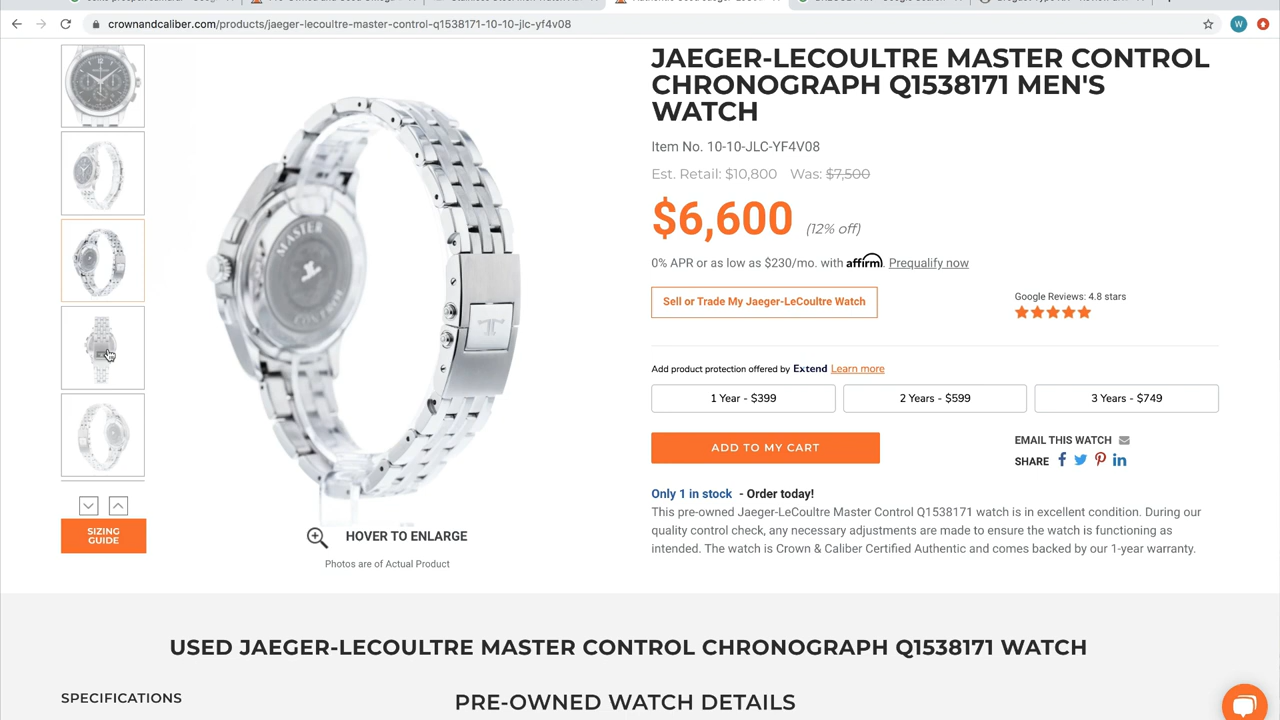 crownandcaliber.com/products/jaeger-lecoultre-master-control-q1538171-10-10-jlc-yf4v08
W
JAEGER-LECOULTRE MASTER CONTROL
CHRONOGRAPH Q1538171 MEN'S
WATCH
Item No. 10-10-JLC-YF4V08
Est. Retail: $10,800 Was: $7,500
$6,600 (12% off)
0% APR or as low as $230/mo. with affirm. Prequalify now
Sell or Trade My Jaeger-LeCoultre Watch
Google Reviews: 4.8 stars
Add product protection offered by Extend Learn more
1 Year - $399
2 Years - $599
3 Years - $749
ADD TO MY CART
EMAIL THIS WATCH
SHARE
Only 1 in stock - Order today!
This pre-owned Jaeger-LeCoultre Master Control Q1538171 watch is in excellent condition. During our
quality control check, any necessary adjustments are made to ensure the watch is functioning as
intended. The watch is Crown & Caliber Certified Authentic and comes backed by our 1-year warranty.
MASTER
SIZING
GUIDE
HOVER TO ENLARGE
Photos are of Actual Product
USED JAEGER-LECOULTRE MASTER CONTROL CHRONOGRAPH Q1538171 WATCH
SPECIFICATIONS
PRE-OWNED WATCH DETAILS